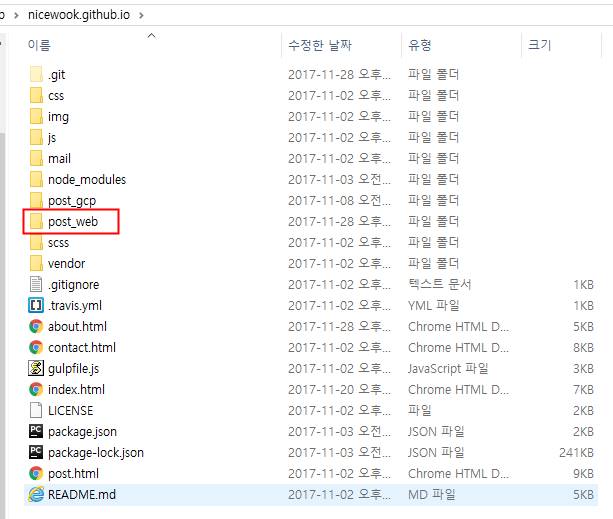 › nicewook.github.io ›
이름 수정한 날짜 유형 크기
.git 2017-11-28 오후... 파일 폴더
css 2017-11-02 오후... 파일 폴더
img 2017-11-02 오후... 파일 폴더
js 2017-11-02 오후... 파일 폴더
mail 2017-11-02 오후... 파일 폴더
node_modules 2017-11-03 오전... 파일 폴더
post_gcp 2017-11-08 오전... 파일 폴더
post_web 2017-11-28 오후... 파일 폴더
scss 2017-11-02 오후... 파일 폴더
vendor 2017-11-02 오후... 파일 폴더
.gitignore 2017-11-02 오후... 텍스트 문서 1KB
.travis.yml 2017-11-02 오후... YML 파일 1KB
about.html 2017-11-28 오후... Chrome HTML D... 5KB
contact.html 2017-11-02 오후... Chrome HTML D... 8KB
gulpfile.js 2017-11-02 오후... JavaScript 파일 3KB
index.html 2017-11-20 오후... Chrome HTML D... 7KB
LICENSE 2017-11-02 오후... 파일 2KB
package.json 2017-11-03 오전... JSON 파일 2KB
package-lock.json 2017-11-03 오전... JSON 파일 241KB
post.html 2017-11-02 오후... Chrome HTML D... 9KB
README.md 2017-11-02 오후... MD 파일 5KB